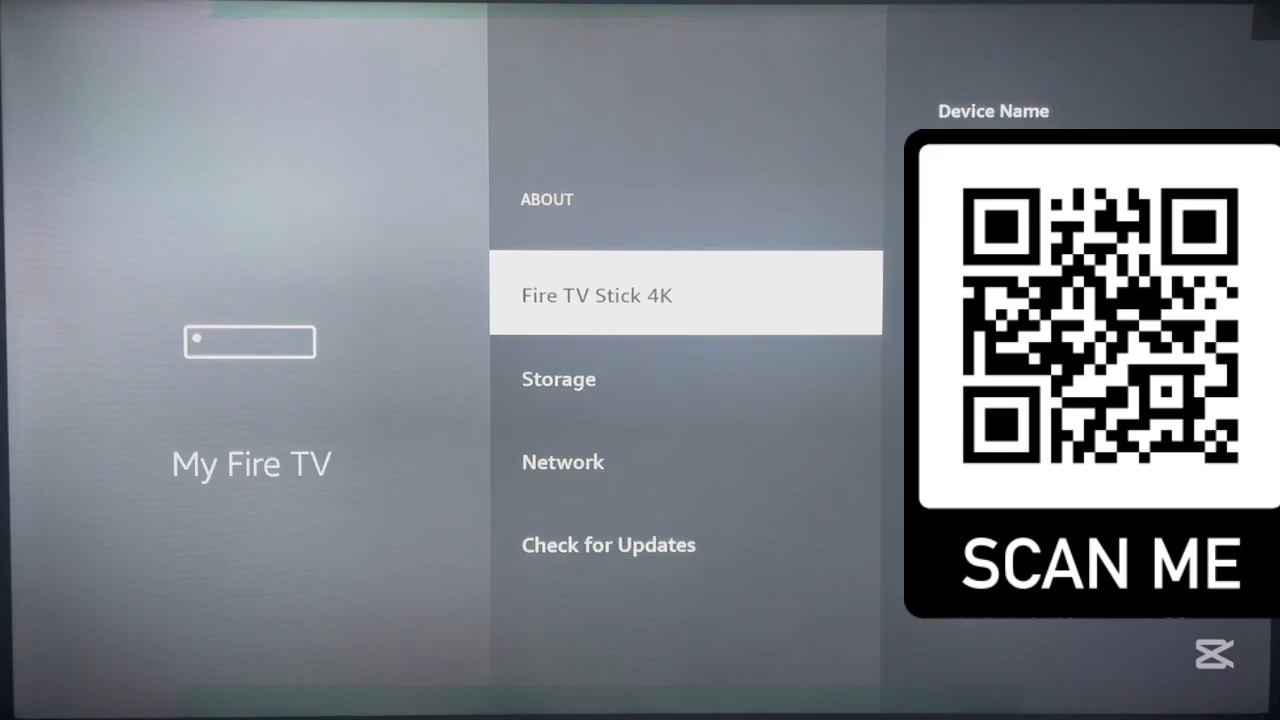 Device Name
ABOUT
Fire TV Stick 4K
Storage
Network
Check for Updates
My Fire TV
SCAN ME